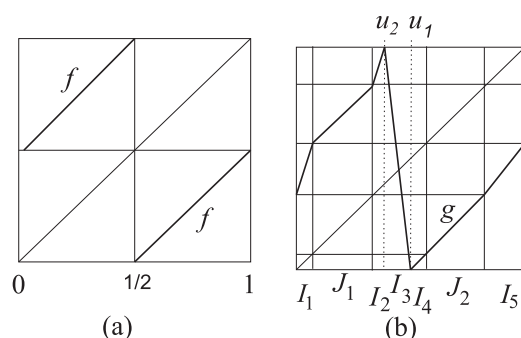 u₂ u₁
f
f
g
0 1/2 1
I₁ J₁ I₂ I₃ I₄ J₂ I₅
(a) (b)